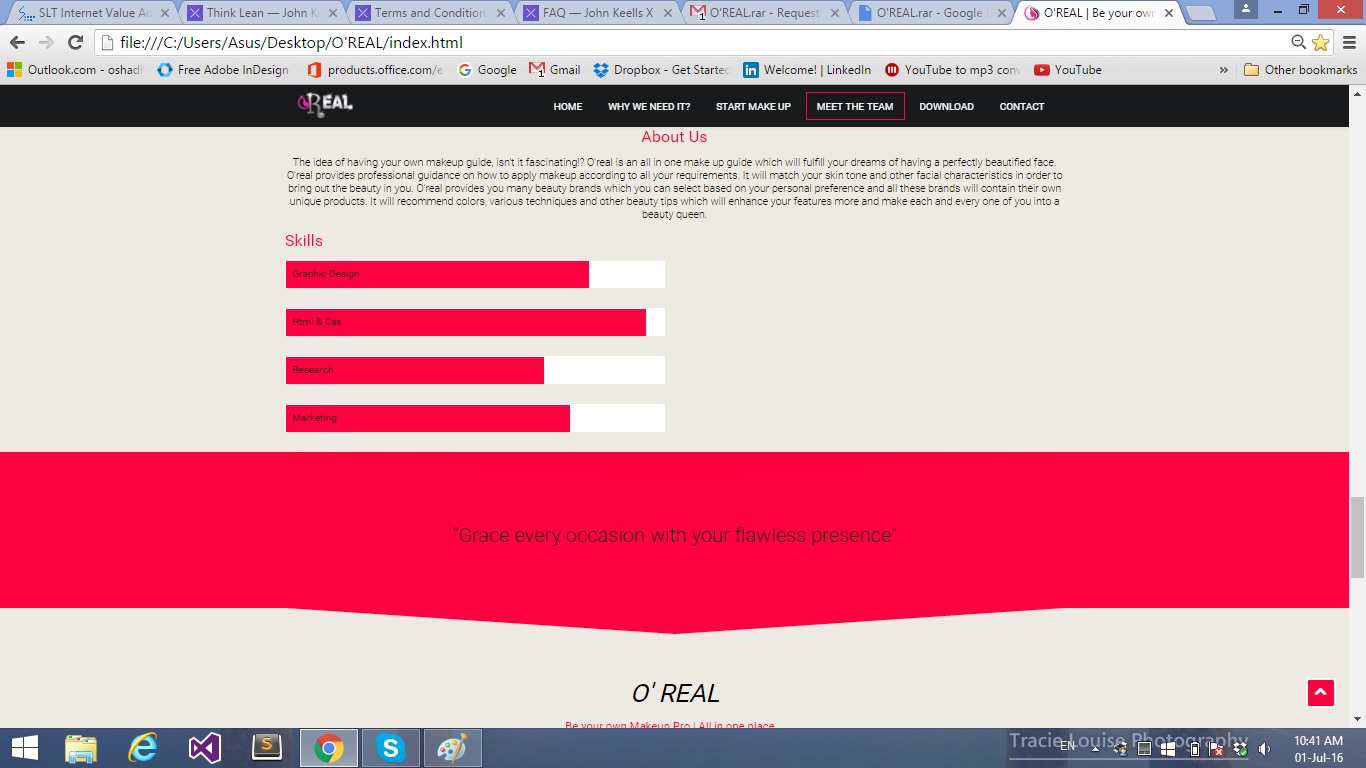 SLT Internet Value Ad
Think Lean — John K
Terms and Condition
FAQ — John Keells X
O'REAL.rar - Request
O'REAL.rar - Google
O'REAL | Be your own
file:///C:/Users/Asus/Desktop/O'REAL/index.html
Outlook.com - oshad
Free Adobe InDesign
products.office.com/e
Google
Gmail
Dropbox - Get Started
Welcome! | LinkedIn
YouTube to mp3 conv
YouTube
»
Other bookmarks
O'REAL
HOME
WHY WE NEED IT?
START MAKE UP
MEET THE TEAM
DOWNLOAD
CONTACT
About Us
The idea of having your own makeup guide, isn't it fascinating!? O'real is an all in one make up guide which will fulfill your dreams of having a perfectly beautified face.
O'real provides professional guidance on how to apply makeup according to all your requirements. It will match your skin tone and other facial characteristics in order to
bring out the beauty in you. O'real provides you many beauty brands which you can select based on your personal preference and all these brands will contain their own
unique products. It will recommend colors, various techniques and other beauty tips which will enhance your features more and make each and every one of you into a
beauty queen.
Skills
Graphic Design
Html & Css
Research
Marketing
"Grace every occasion with your flawless presence"
O' REAL
Be your own Makeup Pro | All in one place
Tracie Louise Photography
EN
10:41 AM
01-Jul-16